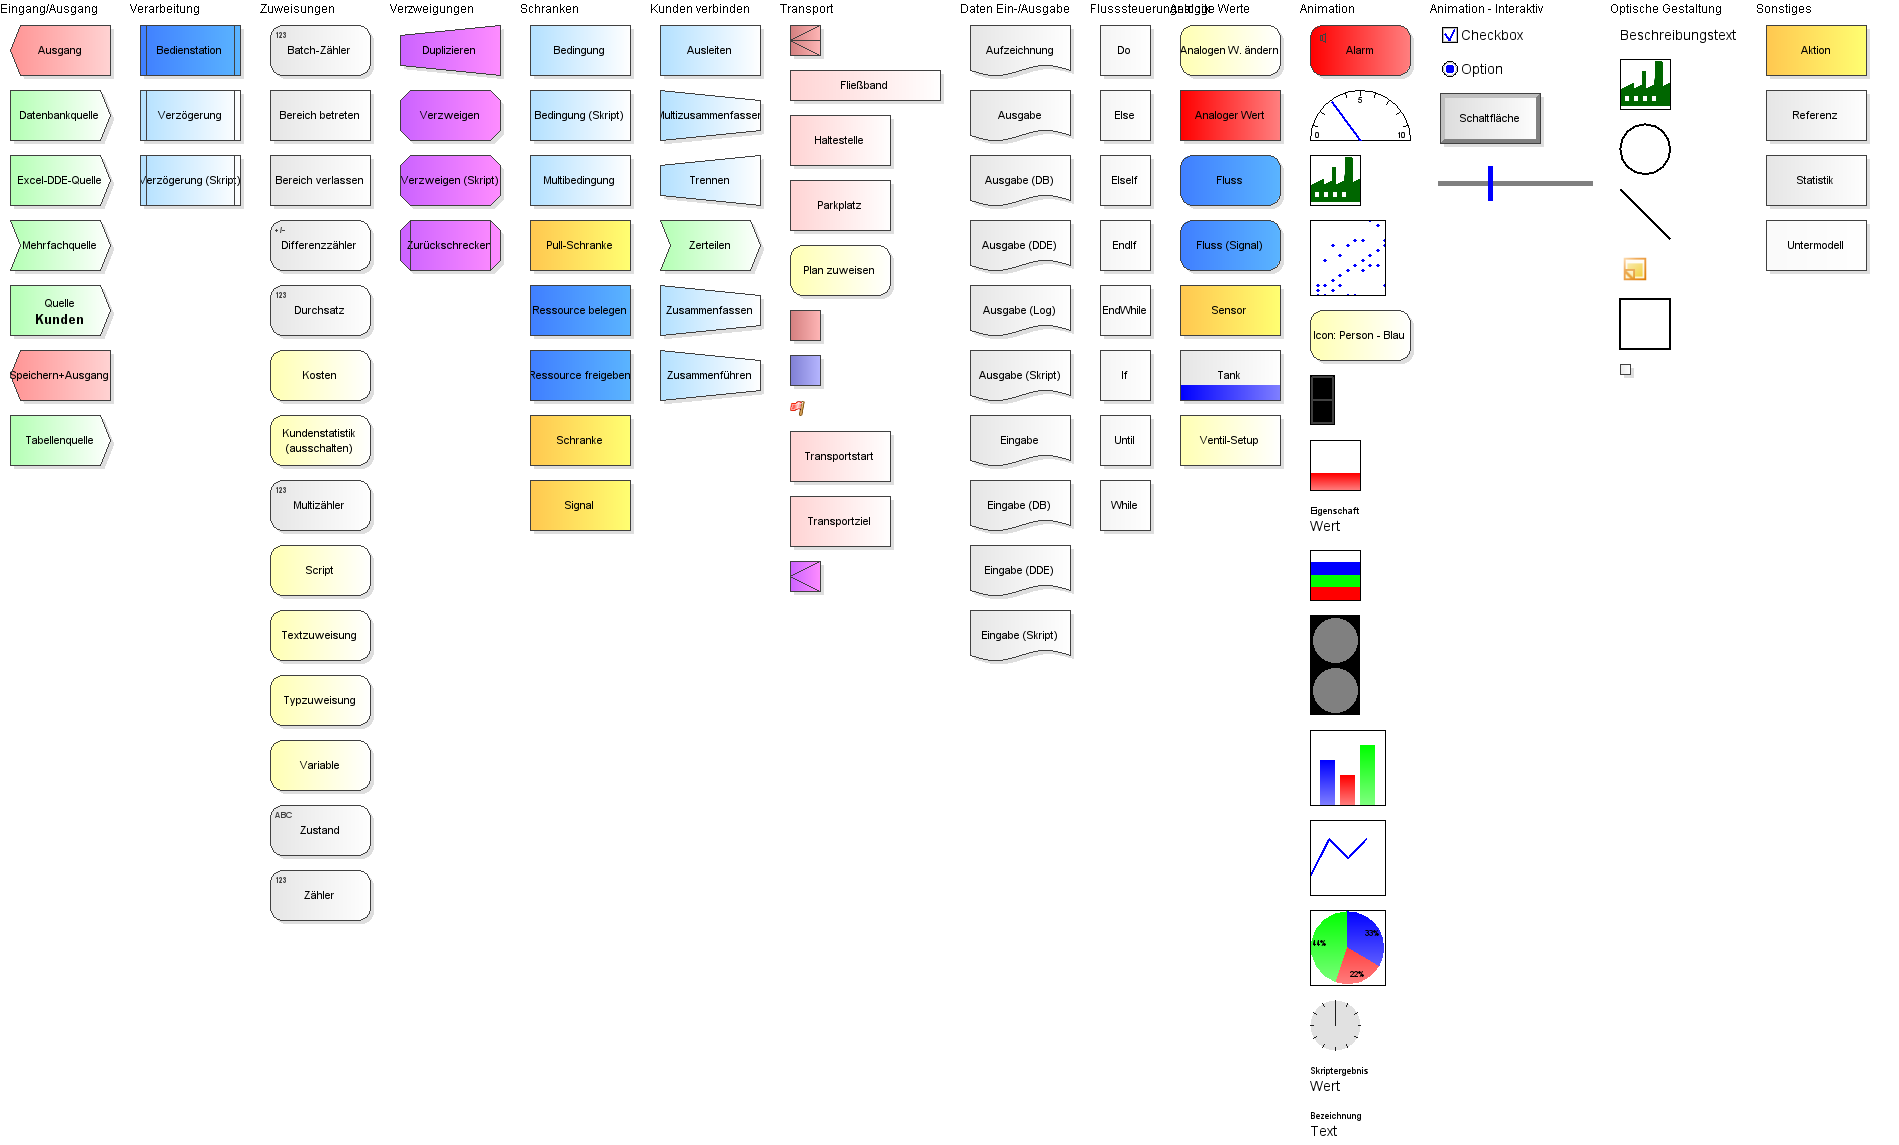 Eingang/Ausgang
Ausgang
Datenbankquelle
Excel-DDE-Quelle
Mehrfachquelle
Quelle
Kunden
Speichern+Ausgang
Tabellenquelle
Verarbeitung
Bedienstation
Verzögerung
Verzögerung (Skript)
Zuweisungen
123
Batch-Zähler
Bereich betreten
Bereich verlassen
+/-
Differenzzähler
123
Durchsatz
Kosten
Kundenstatistik
(ausschalten)
123
Multizähler
Script
Textzuweisung
Typzuweisung
Variable
ABC
Zustand
123
Zähler
Verzweigungen
Duplizieren
Verzweigen
Verzweigen (Skript)
Zurückschrecken
Schranken
Bedingung
Bedingung (Skript)
Multibedingung
Pull-Schranke
Ressource belegen
Ressource freigeben
Schranke
Signal
Kunden verbinden
Ausleiten
Multizusammenfassen
Trennen
Zerteilen
Zusammenfassen
Zusammenführen
Transport
Fließband
Haltestelle
Parkplatz
Plan zuweisen
Transportstart
Transportziel
Daten Ein-/Ausgabe
Aufzeichnung
Ausgabe
Ausgabe (DB)
Ausgabe (DDE)
Ausgabe (Log)
Ausgabe (Skript)
Eingabe
Eingabe (DB)
Eingabe (DDE)
Eingabe (Skript)
Flusssteuerungslogik
Do
Else
ElseIf
EndIf
EndWhile
If
Until
While
Analoge Werte
Analogen W. ändern
Analoger Wert
Fluss
Fluss (Signal)
Sensor
Tank
Ventil-Setup
Animation
Alarm
0 5 10
Icon: Person - Blau
Eigenschaft
Wert
44% 33%
22%
Skriptergebnis
Wert
Bezeichnung
Text
Animation - Interaktiv
Checkbox
Option
Schaltfläche
Optische Gestaltung
Beschreibungstext
Sonstiges
Aktion
Referenz
Statistik
Untermodell